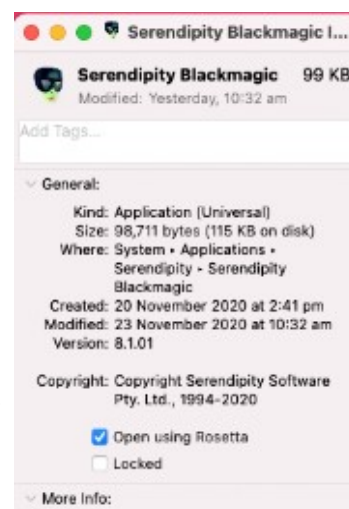 Serendipity Blackmagic I...
Serendipity Blackmagic 99 KB
Modified: Yesterday, 10:32 am
Add Tags...
General:
Kind: Application (Universal)
Size: 98,711 bytes (115 KB on disk)
Where: System • Applications •
Serendipity • Serendipity
Blackmagic
Created: 20 November 2020 at 2:41 pm
Modified: 23 November 2020 at 10:32 am
Version: 8.1.01
Copyright: Copyright Serendipity Software
Pty. Ltd., 1994-2020
Open using Rosetta
Locked
More Info: